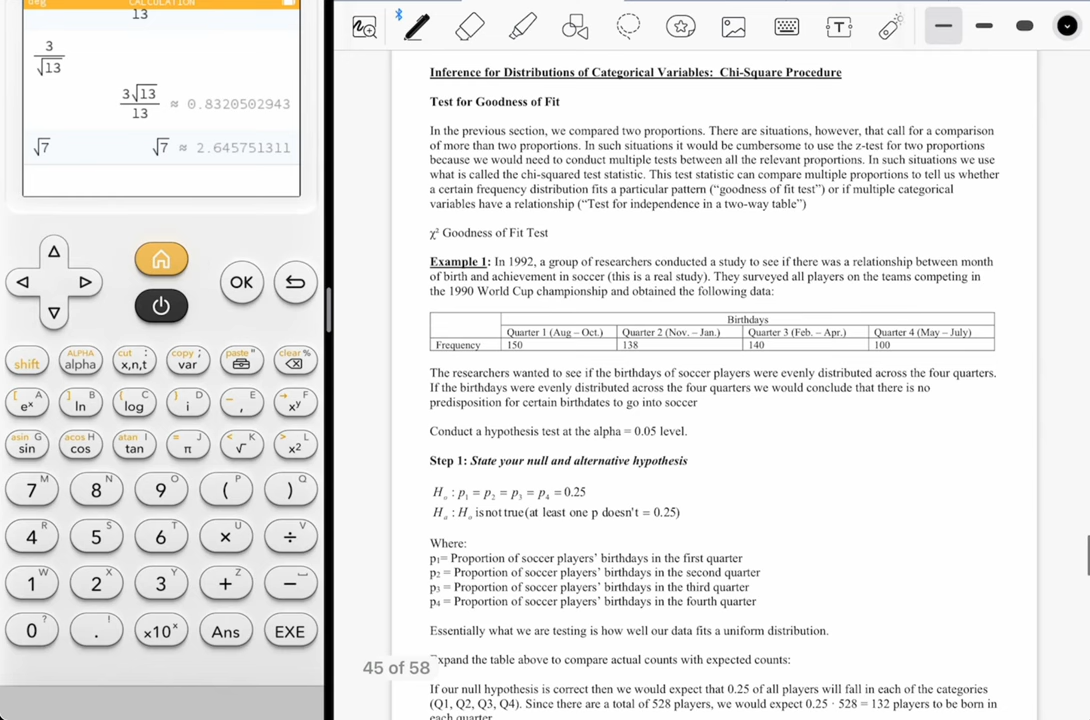 deg CALCULATION
13
3
√13
3√13
13
≈ 0.8320502943
√7 √7 ≈ 2.645751311
OK
shift
ALPHA
alpha
cut :
x,n,t
copy ;
var
paste "
clear %
[ A
eˣ
] B
ln
{ C
log
} D
i
_ E
,
→ F
xʸ
asin G
sin
acos H
cos
atan I
tan
= J
π
< K
√
> L
x²
7 M
8 N
9 O
( P
) Q
4 R
5 S
6 T
× U
÷ V
1 W
2 X
3 Y
+ Z
−
0 ?
. !
×10ˣ
Ans
EXE
T
Inference for Distributions of Categorical Variables: Chi-Square Procedure
Test for Goodness of Fit
In the previous section, we compared two proportions. There are situations, however, that call for a comparison
of more than two proportions. In such situations it would be cumbersome to use the z-test for two proportions
because we would need to conduct multiple tests between all the relevant proportions. In such situations we use
what is called the chi-squared test statistic. This test statistic can compare multiple proportions to tell us whether
a certain frequency distribution fits a particular pattern (“goodness of fit test”) or if multiple categorical
variables have a relationship (“Test for independence in a two-way table”)
χ² Goodness of Fit Test
Example 1: In 1992, a group of researchers conducted a study to see if there was a relationship between month
of birth and achievement in soccer (this is a real study). They surveyed all players on the teams competing in
the 1990 World Cup championship and obtained the following data:
Birthdays
Quarter 1 (Aug – Oct.) Quarter 2 (Nov. – Jan.) Quarter 3 (Feb. – Apr.) Quarter 4 (May – July)
Frequency 150 138 140 100
The researchers wanted to see if the birthdays of soccer players were evenly distributed across the four quarters.
If the birthdays were evenly distributed across the four quarters we would conclude that there is no
predisposition for certain birthdates to go into soccer
Conduct a hypothesis test at the alpha = 0.05 level.
Step 1: State your null and alternative hypothesis
Hₒ : p₁ = p₂ = p₃ = p₄ = 0.25
Hₐ : Hₒ is not true (at least one p doesn't = 0.25)
Where:
p₁= Proportion of soccer players’ birthdays in the first quarter
p₂ = Proportion of soccer players’ birthdays in the second quarter
p₃ = Proportion of soccer players’ birthdays in the third quarter
p₄ = Proportion of soccer players’ birthdays in the fourth quarter
Essentially what we are testing is how well our data fits a uniform distribution.
45 of 58
xpand the table above to compare actual counts with expected counts:
If our null hypothesis is correct then we would expect that 0.25 of all players will fall in each of the categories
(Q1, Q2, Q3, Q4). Since there are a total of 528 players, we would expect 0.25 · 528 = 132 players to be born in
each quarter